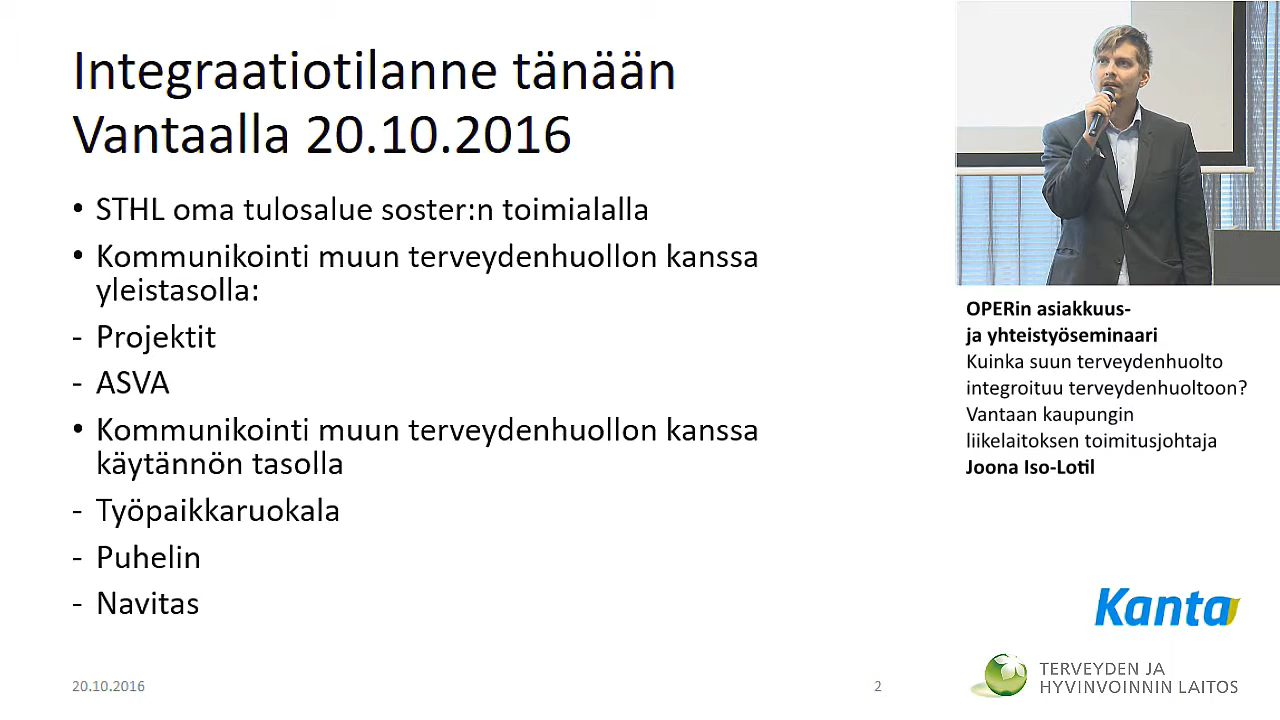 Integraatiotilanne tänään
Vantaalla 20.10.2016
• STHL oma tulosalue soster:n toimialalla
• Kommunikointi muun terveydenhuollon kanssa
yleistasolla:
- Projektit
- ASVA
• Kommunikointi muun terveydenhuollon kanssa
käytännön tasolla
- Työpaikkaruokala
- Puhelin
- Navitas
20.10.2016
2
OPERin asiakkuus-
ja yhteistyöseminaari
Kuinka suun terveydenhuolto
integroituu terveydenhuoltoon?
Vantaan kaupungin
liikelaitoksen toimitusjohtaja
Joona Iso-Lotil
Kanta
TERVEYDEN JA
HYVINVOINNIN LAITOS